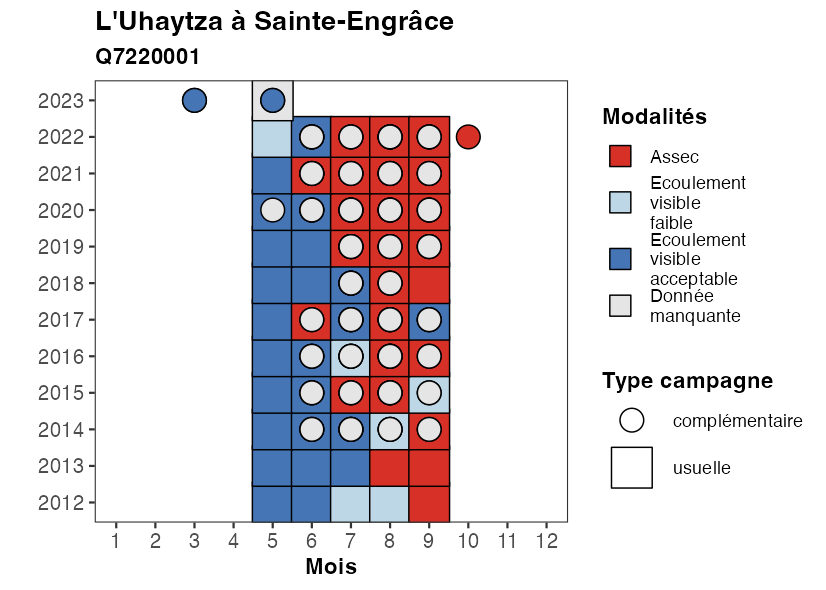 L'Uhaytza à Sainte-Engrâce
Q7220001
2023
2022
2021
2020
2019
2018
2017
2016
2015
2014
2013
2012
1 2 3 4 5 6 7 8 9 10 11 12
Mois
Modalités
Assec
Ecoulement
visible
faible
Ecoulement
visible
acceptable
Donnée
manquante
Type campagne
complémentaire
usuelle